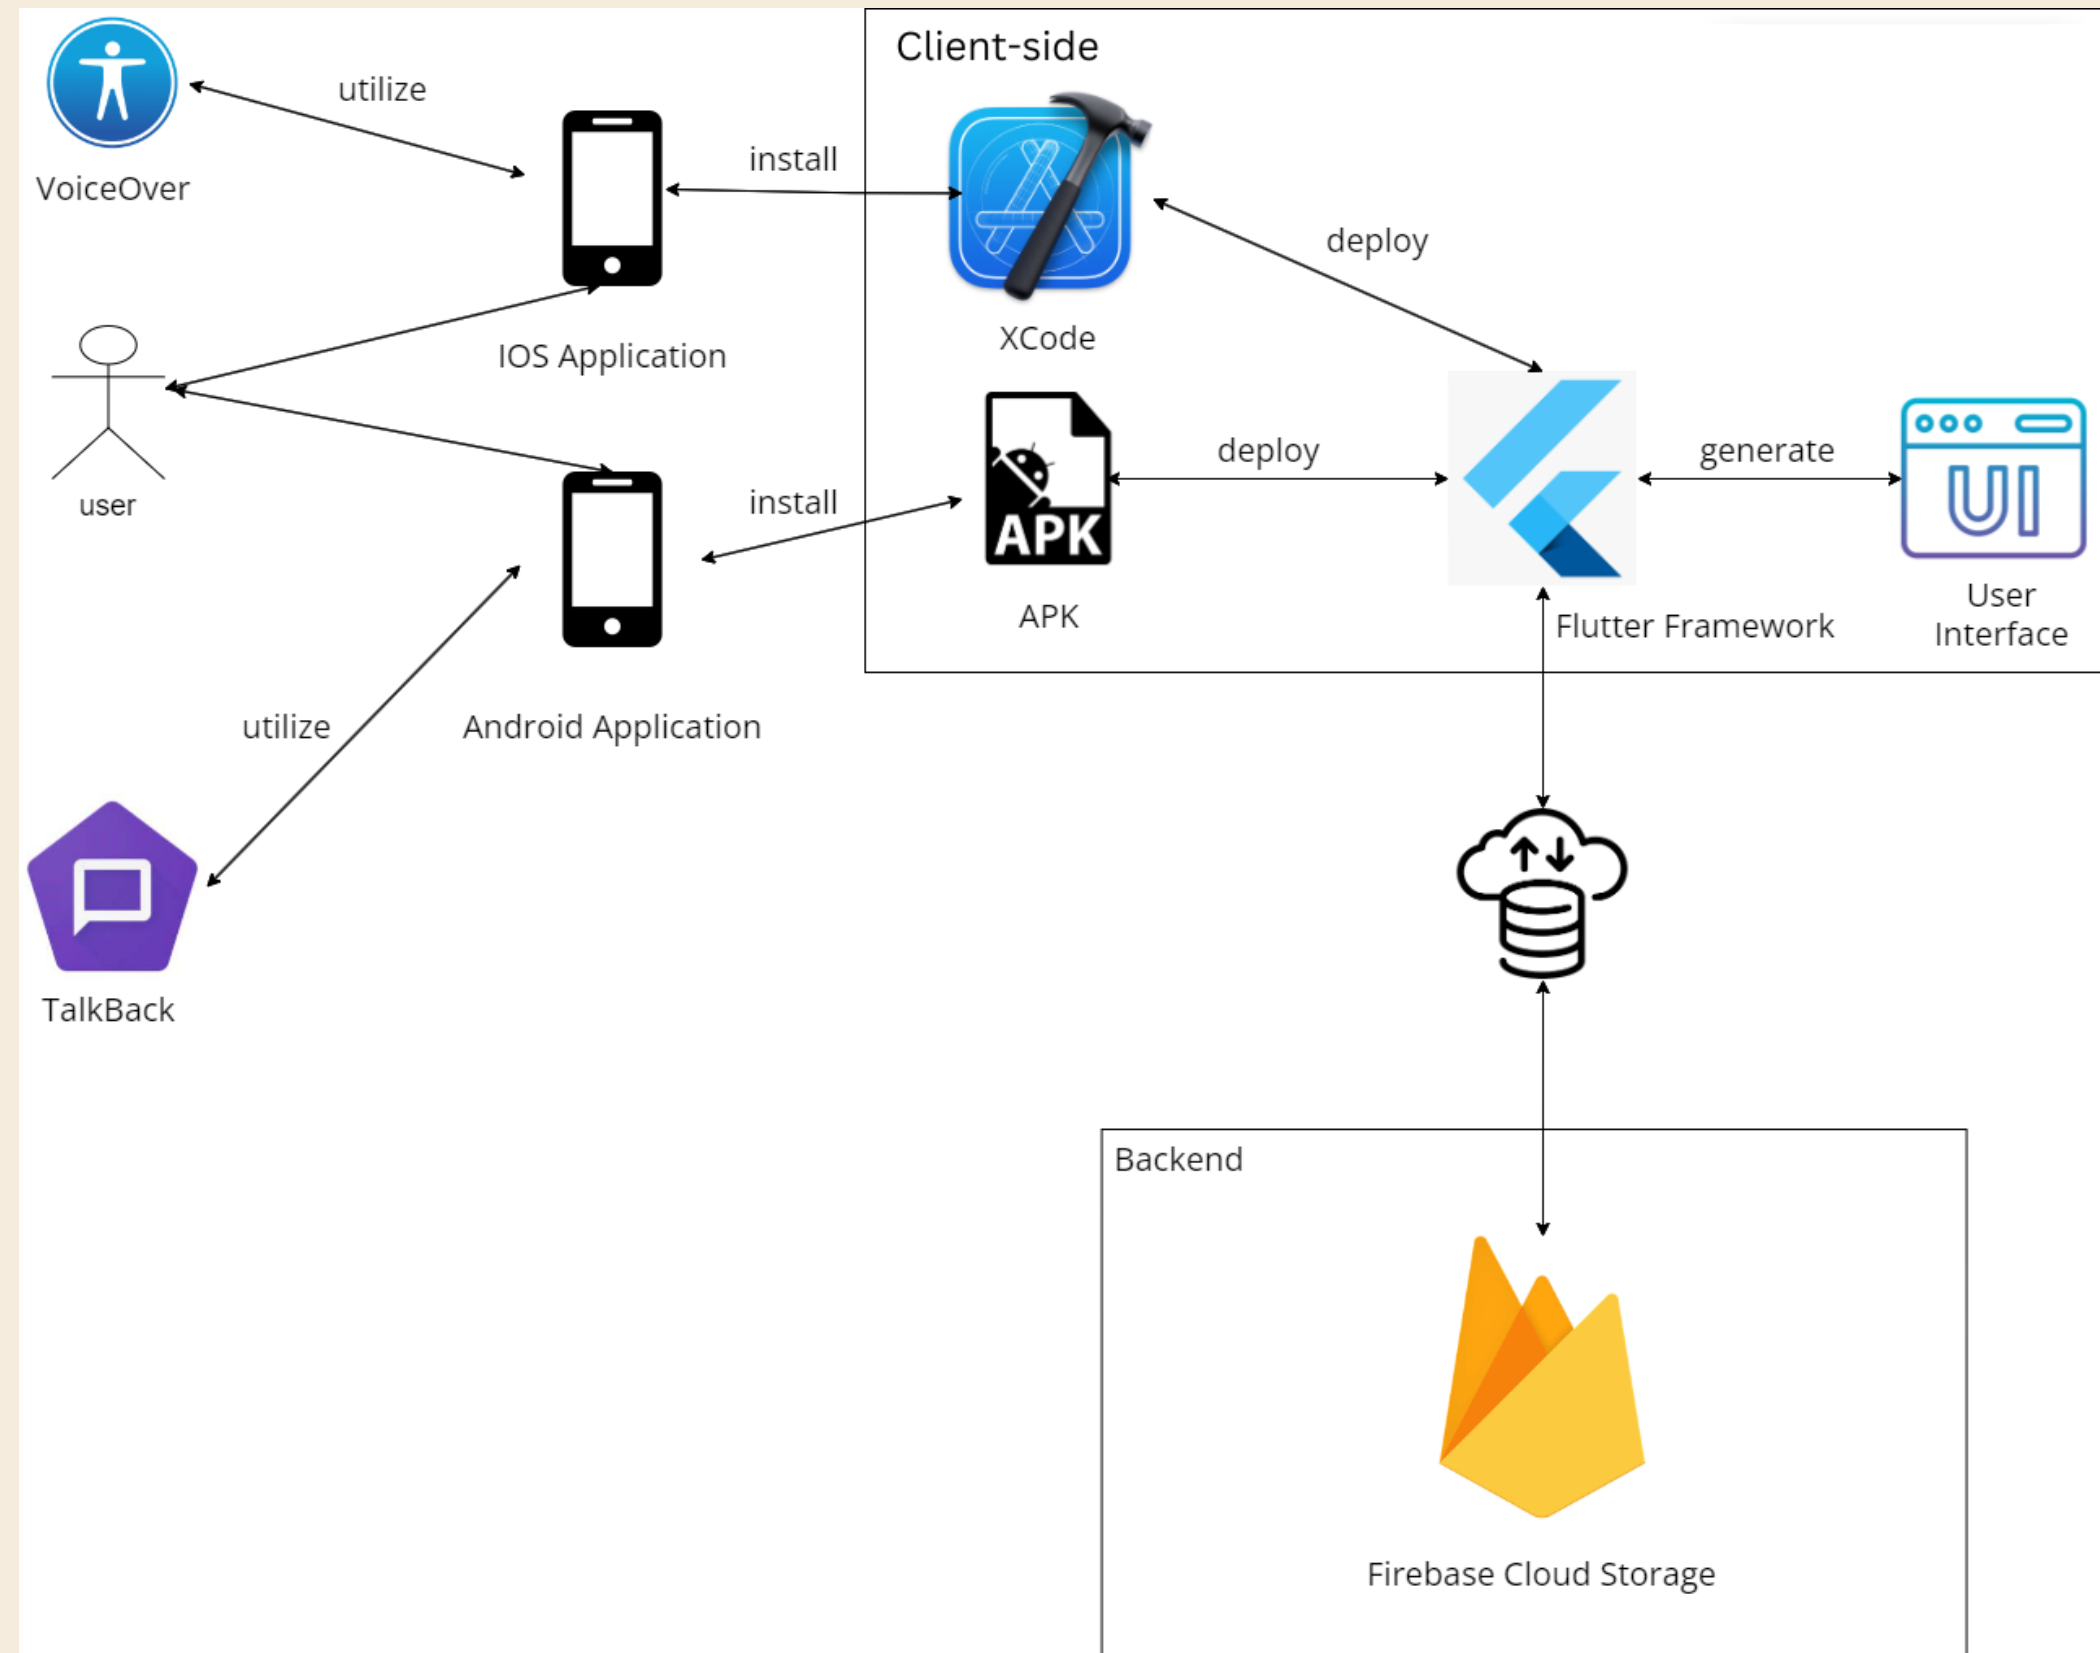 Client-side
utilize
install
VoiceOver
deploy
XCode
IOS Application
user
install
deploy
generate
APK
UI
APK
Flutter Framework
User
Interface
utilize
Android Application
TalkBack
Backend
Firebase Cloud Storage